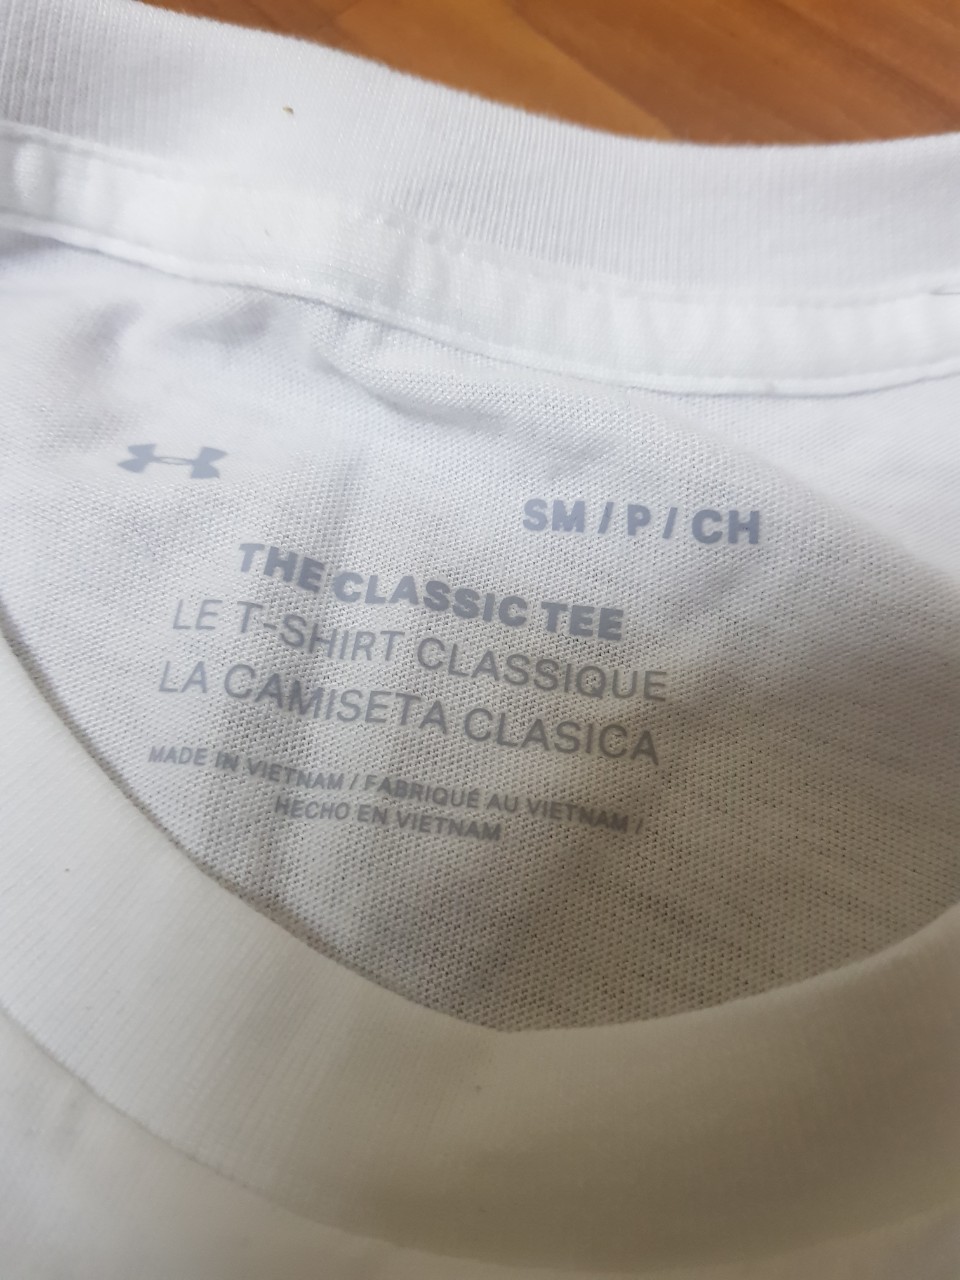 SM / P / CH
THE CLASSIC TEE
LE T-SHIRT CLASSIQUE
LA CAMISETA CLASICA
MADE IN VIETNAM / FABRIQUÉ AU VIETNAM /
HECHO EN VIETNAM